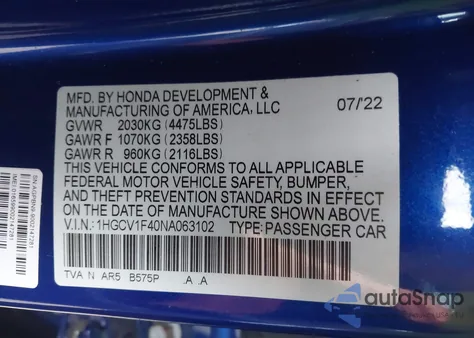 MFD. BY HONDA DEVELOPMENT &
MANUFACTURING OF AMERICA, LLC 07/22
GVWR 2030KG (4475LBS)
GAWR F 1070KG (2358LBS)
GAWR R 960KG (2116LBS)
THIS VEHICLE CONFORMS TO ALL APPLICABLE
FEDERAL MOTOR VEHICLE SAFETY, BUMPER,
AND THEFT PREVENTION STANDARDS IN EFFECT
ON THE DATE OF MANUFACTURE SHOWN ABOVE.
V.I.N.: 1HGCV1F40NA063102 TYPE: PASSENGER CAR
TVA N AR5 B575P .A .A
autoSnap